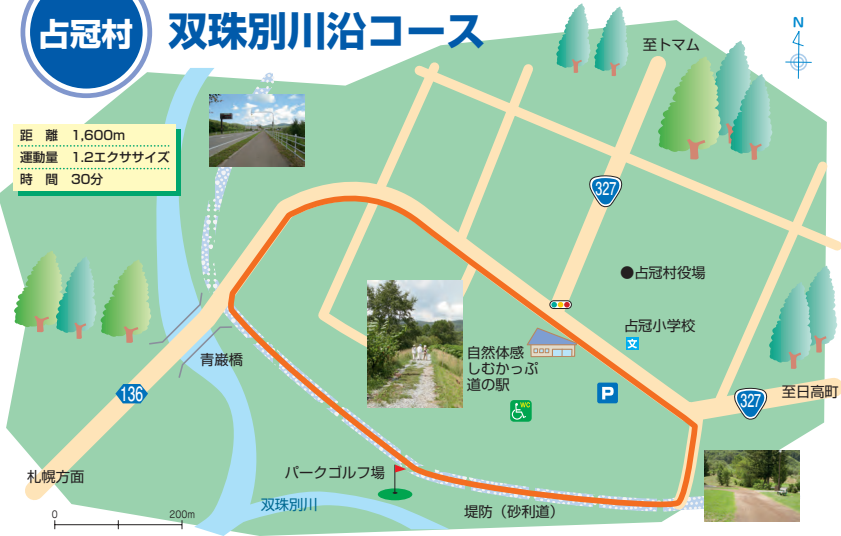 占冠村
双珠別川沿コース
N
至トマム
距　離　1,600m
運動量　1.2エクササイズ
時　間　30分
327
占冠村役場
占冠小学校
文
自然体感
しむかっぷ
道の駅
青巌橋
136
WC
P
327
至日高町
札幌方面
パークゴルフ場
双珠別川
堤防（砂利道）
0
200m